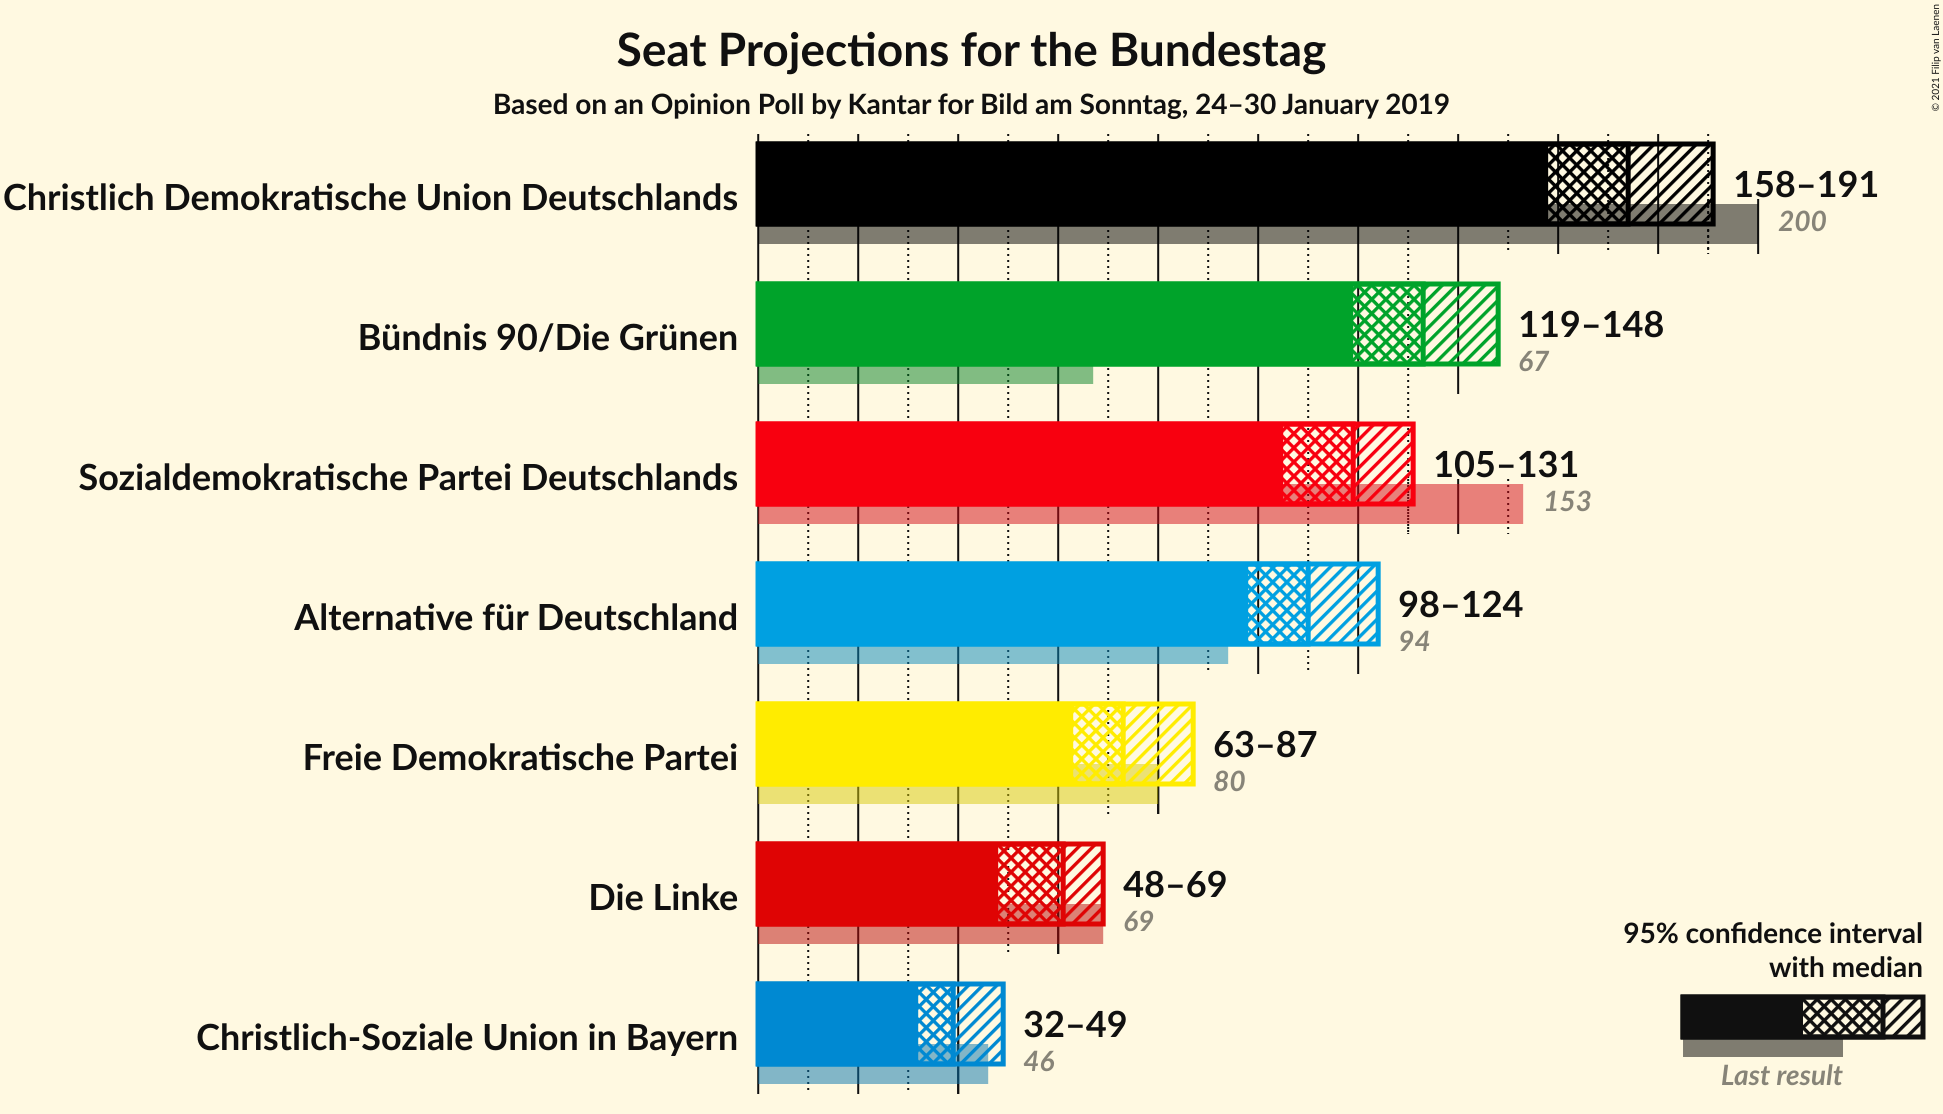 Seat Projections for the Bundestag
Based on an Opinion Poll by Kantar for Bild am Sonntag, 24–30 January 2019
© 2021 Filip van Laenen
Christlich Demokratische Union Deutschlands
158–191
200
Bündnis 90/Die Grünen
119–148
67
Sozialdemokratische Partei Deutschlands
105–131
153
Alternative für Deutschland
98–124
94
Freie Demokratische Partei
63–87
80
Die Linke
48–69
69
Christlich-Soziale Union in Bayern
32–49
46
95% confidence interval
with median
Last result